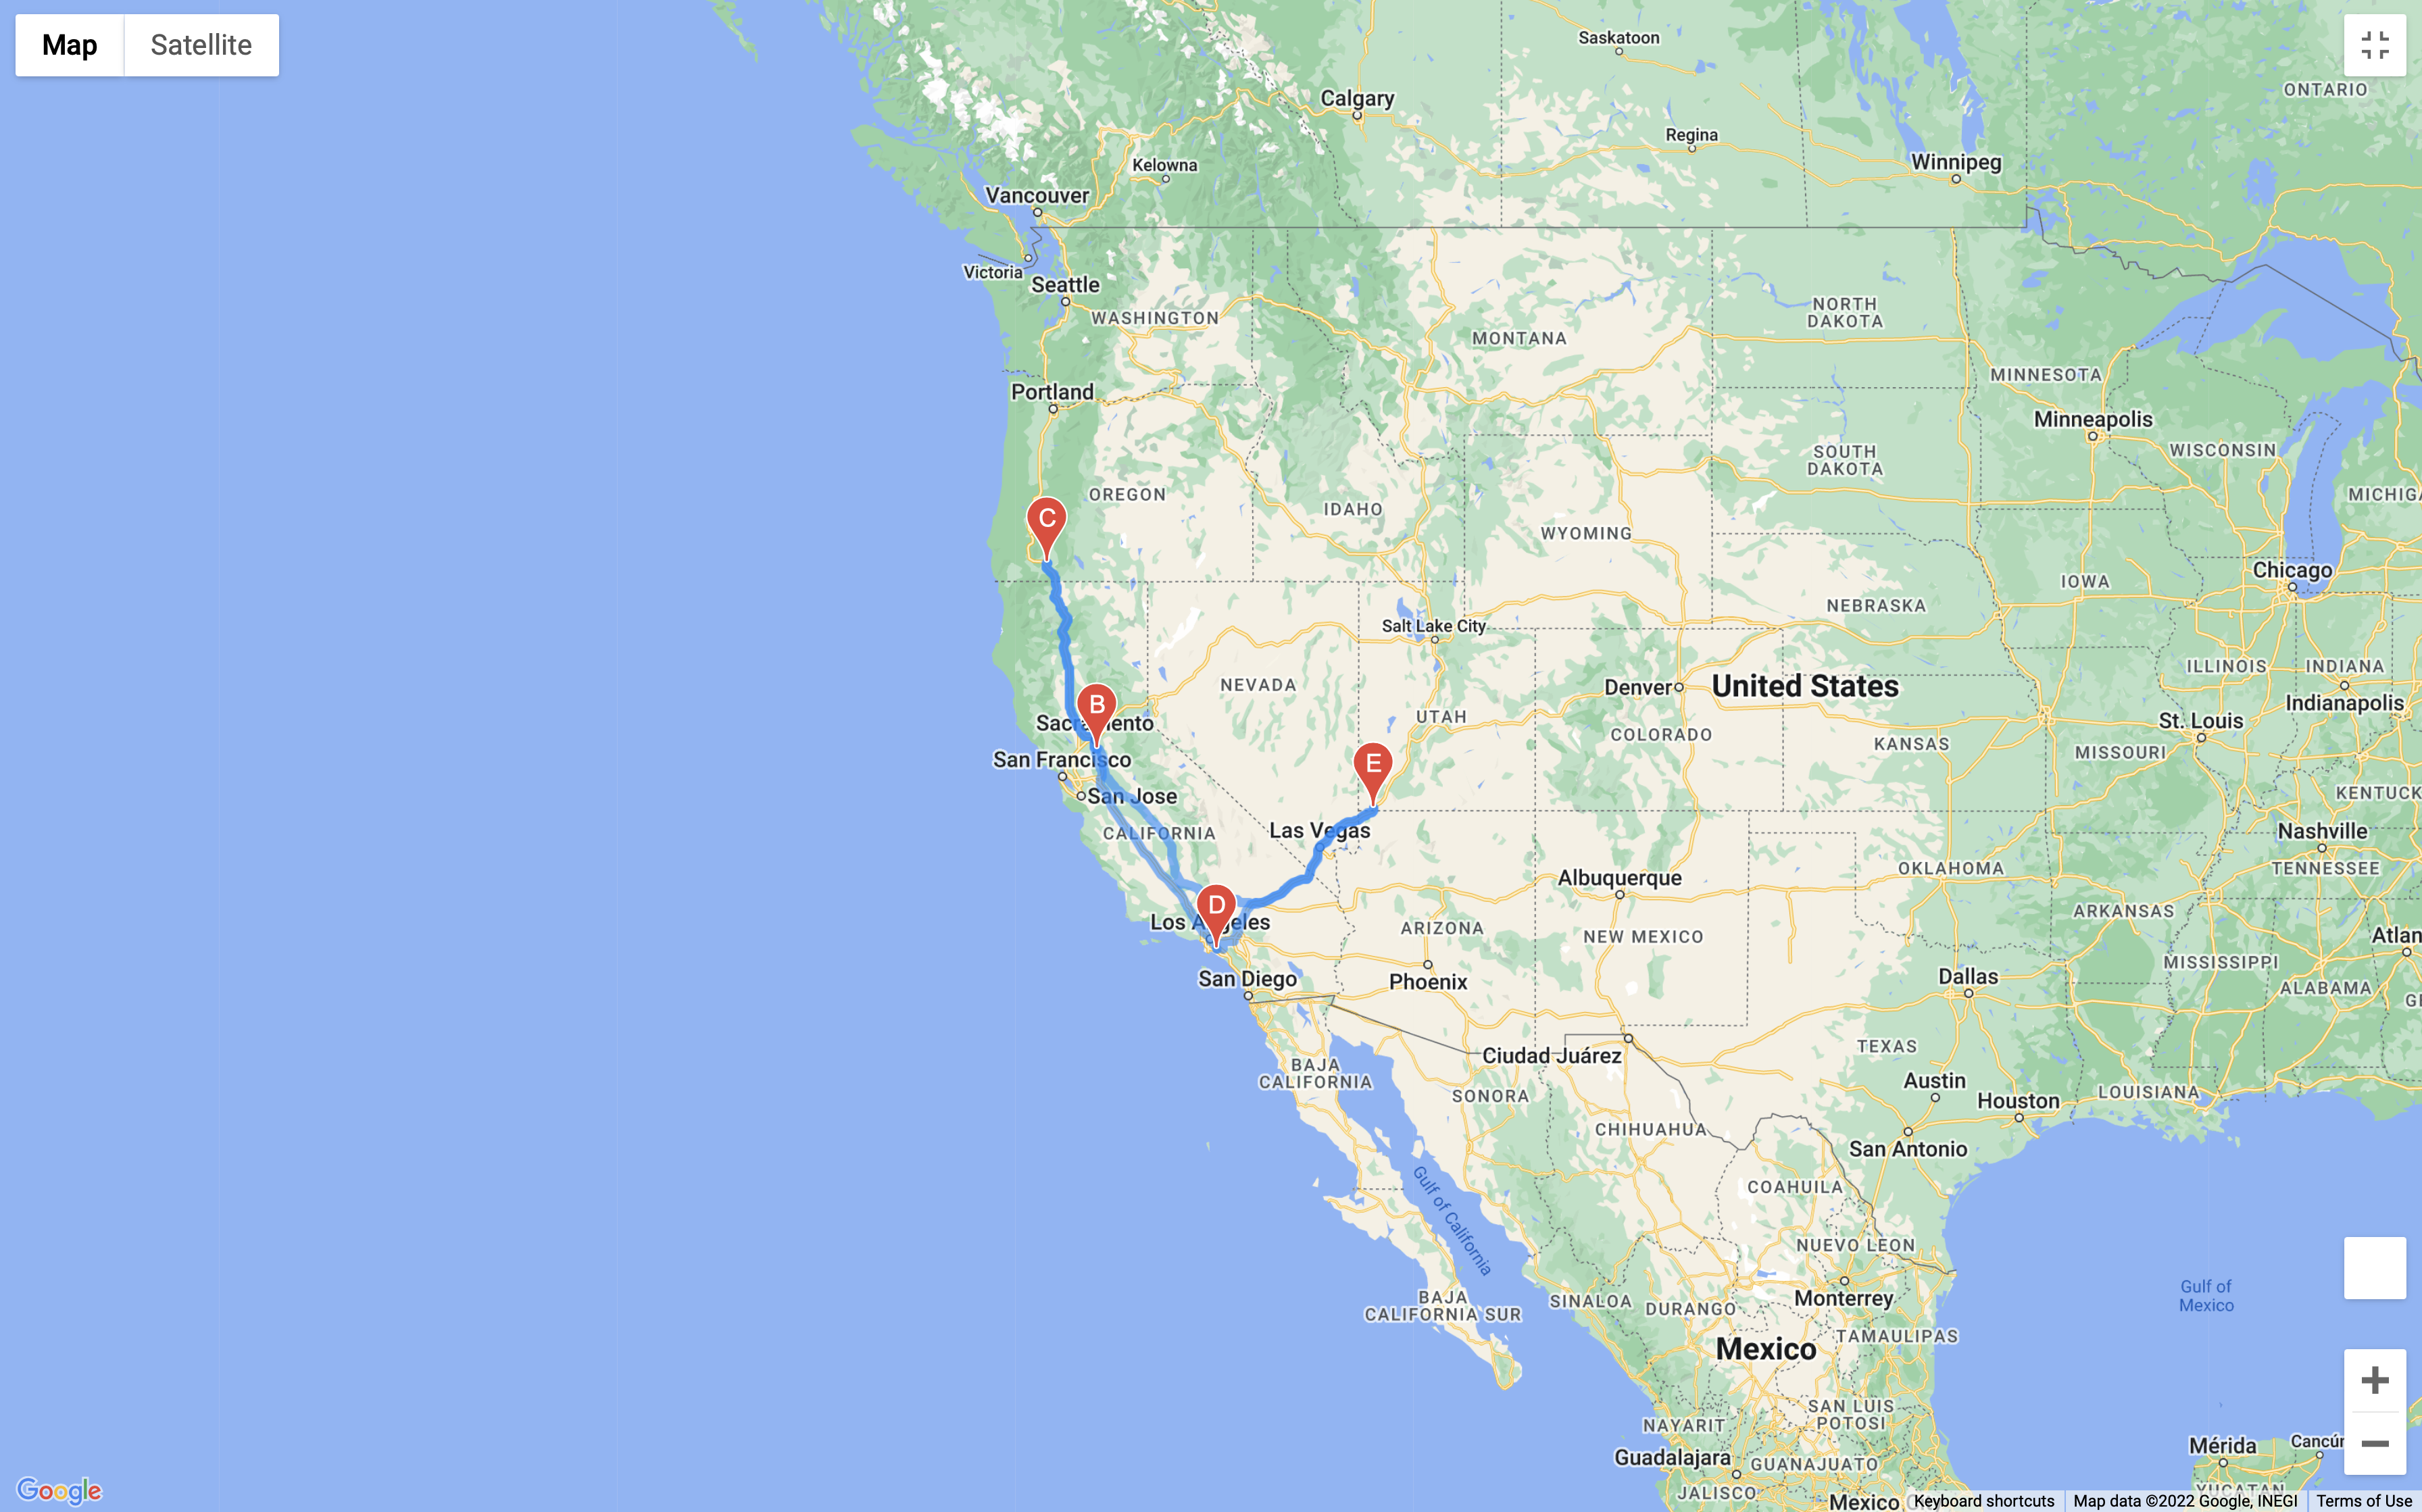 Map
Satellite
Saskatoon
ONTARIO
Calgary
Regina
Winnipeg
Kelowna
Vancouver
Victoria
Seattle
WASHINGTON
NORTH
DAKOTA
MONTANA
MINNESOTA
Portland
Minneapolis
WISCONSIN
SOUTH
DAKOTA
MICHIGA
OREGON
IDAHO
C
WYOMING
Chicago
IOWA
NEBRASKA
Salt Lake City
ILLINOIS
INDIANA
NEVADA
Denver
United States
Indianapolis
B
Sacramento
UTAH
St. Louis
COLORADO
KANSAS
MISSOURI
San Francisco
E
San Jose
KENTUCK
CALIFORNIA
Las Vegas
Nashville
OKLAHOMA
TENNESSEE
Albuquerque
D
ARKANSAS
Los Angeles
ARIZONA
NEW MEXICO
Atlan
MISSISSIPPI
San Diego
Phoenix
Dallas
ALABAMA
GE
Ciudad Juárez
TEXAS
BAJA
CALIFORNIA
SONORA
Austin
LOUISIANA
Houston
CHIHUAHUA
San Antonio
Gulf of California
COAHUILA
NUEVO LEON
Gulf of
Mexico
BAJA
CALIFORNIA SUR
SINALOA
DURANGO
Monterrey
TAMAULIPAS
Mexico
SAN LUIS
POTOSI
NAYARIT
Mérida
Cancún
Guadalajara
GUANAJUATO
JALISCO
YUCATAN
Google
Mexico
Keyboard shortcuts
Map data ©2022 Google, INEGI
Terms of Use